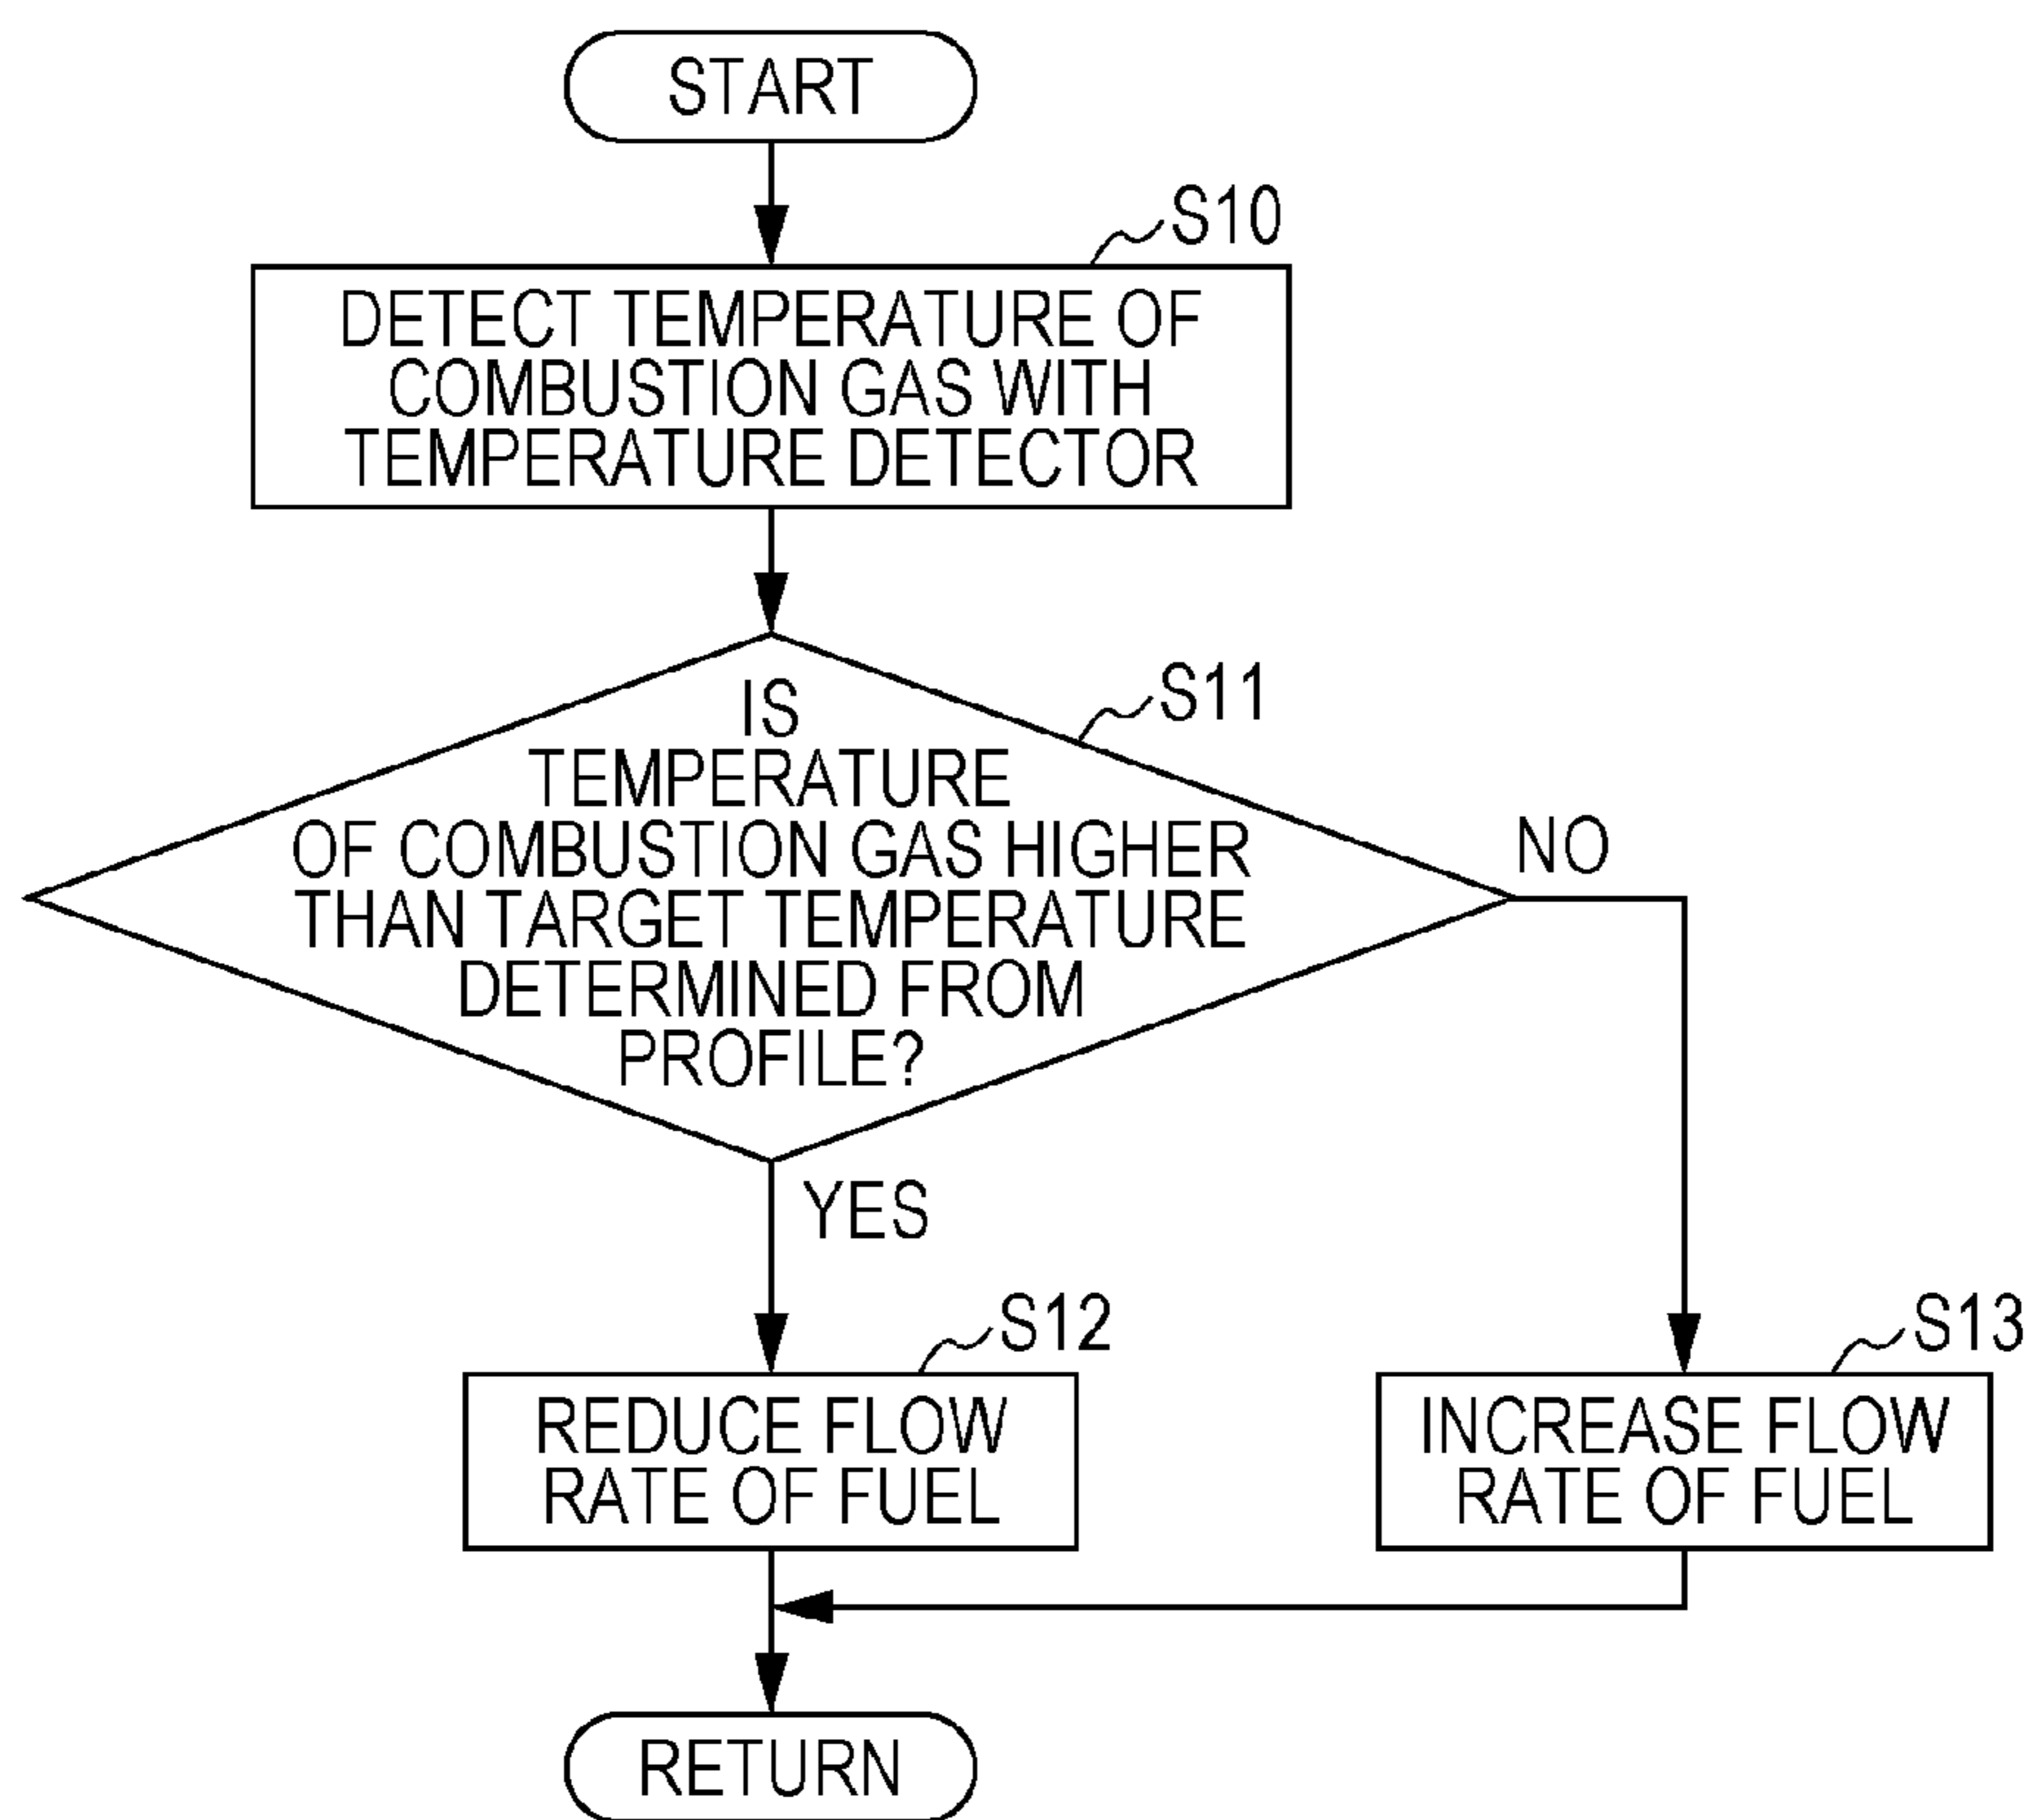 START
S10
DETECT TEMPERATURE OF
COMBUSTION GAS WITH
TEMPERATURE DETECTOR
S11
IS
TEMPERATURE
OF COMBUSTION GAS HIGHER
THAN TARGET TEMPERATURE
DETERMINED FROM
PROFILE?
NO
YES
S12
REDUCE FLOW
RATE OF FUEL
S13
INCREASE FLOW
RATE OF FUEL
RETURN